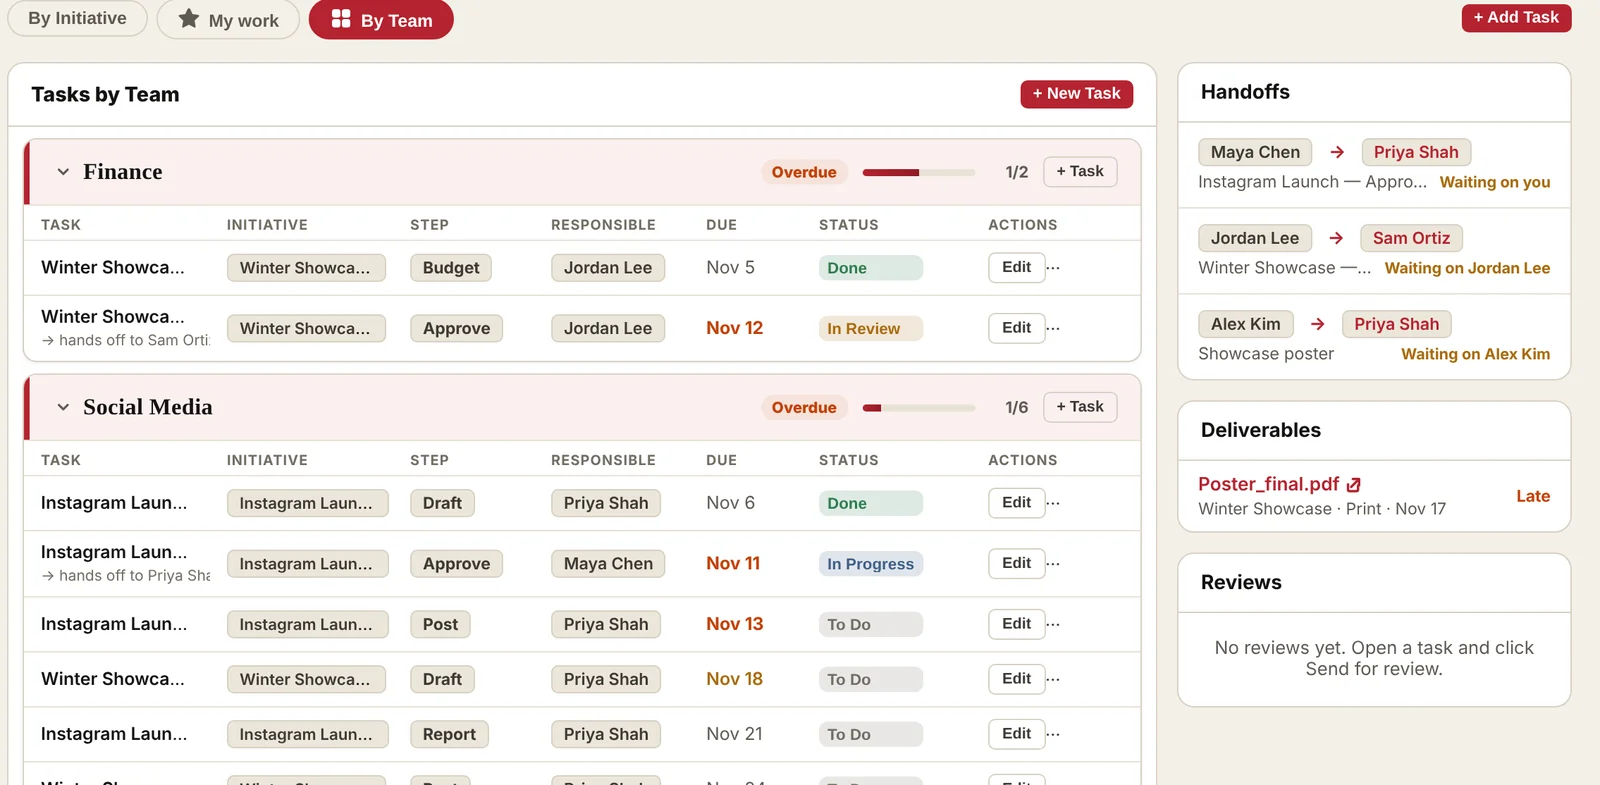 By Initiative
My work
By Team
+ Add Task
Tasks by Team
+ New Task
Finance
Overdue
1/2
+ Task
TASK INITIATIVE STEP RESPONSIBLE DUE STATUS ACTIONS
Winter Showca... Winter Showca... Budget Jordan Lee Nov 5 Done Edit ...
Winter Showca... Winter Showca... Approve Jordan Lee Nov 12 In Review Edit ...
→ hands off to Sam Orti
Social Media
Overdue
1/6
+ Task
TASK INITIATIVE STEP RESPONSIBLE DUE STATUS ACTIONS
Instagram Laun... Instagram Laun... Draft Priya Shah Nov 6 Done Edit ...
Instagram Laun... Instagram Laun... Approve Maya Chen Nov 11 In Progress Edit ...
→ hands off to Priya Sha
Instagram Laun... Instagram Laun... Post Priya Shah Nov 13 To Do Edit ...
Winter Showca... Winter Showca... Draft Priya Shah Nov 18 To Do Edit ...
Instagram Laun... Instagram Laun... Report Priya Shah Nov 21 To Do Edit ...
Handoffs
Maya Chen → Priya Shah
Instagram Launch — Appro... Waiting on you
Jordan Lee → Sam Ortiz
Winter Showcase —... Waiting on Jordan Lee
Alex Kim → Priya Shah
Showcase poster Waiting on Alex Kim
Deliverables
Poster_final.pdf
Winter Showcase · Print · Nov 17
Late
Reviews
No reviews yet. Open a task and click
Send for review.